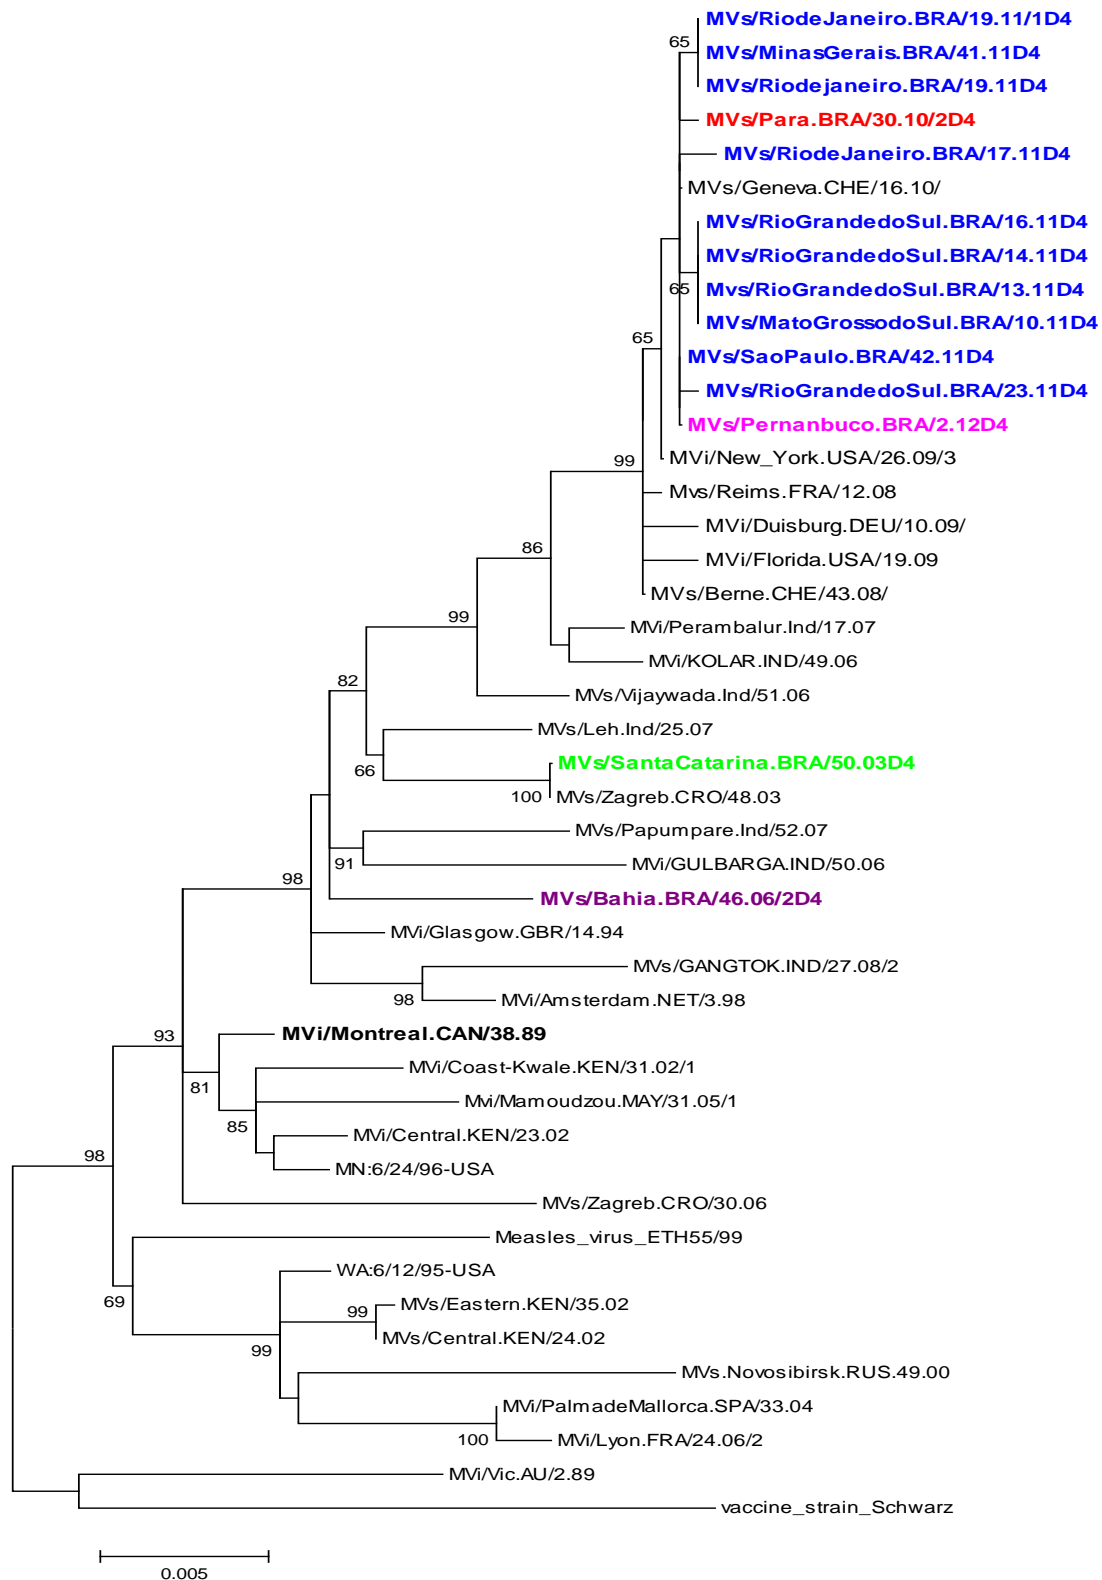 MVs/RiodeJaneiro.BRA/19.11/1D4
65
MVs/MinasGerais.BRA/41.11D4
MVs/Riodejaneiro.BRA/19.11D4
MVs/Para.BRA/30.10/2D4
MVs/RiodeJaneiro.BRA/17.11D4
MVs/Geneva.CHE/16.10/
MVs/RioGrandedoSul.BRA/16.11D4
MVs/RioGrandedoSul.BRA/14.11D4
65
Mvs/RioGrandedoSul.BRA/13.11D4
MVs/MatoGrossodoSul.BRA/10.11D4
65
MVs/SaoPaulo.BRA/42.11D4
MVs/RioGrandedoSul.BRA/23.11D4
MVs/Pernanbuco.BRA/2.12D4
MVi/New_York.USA/26.09/3
99
Mvs/Reims.FRA/12.08
MVi/Duisburg.DEU/10.09/
86
MVi/Florida.USA/19.09
MVs/Berne.CHE/43.08/
99
MVi/Perambalur.Ind/17.07
MVi/KOLAR.IND/49.06
82
MVs/Vijaywada.Ind/51.06
MVs/Leh.Ind/25.07
66
MVs/SantaCatarina.BRA/50.03D4
100
MVs/Zagreb.CRO/48.03
MVs/Papumpare.Ind/52.07
91
MVi/GULBARGA.IND/50.06
98
MVs/Bahia.BRA/46.06/2D4
MVi/Glasgow.GBR/14.94
MVs/GANGTOK.IND/27.08/2
98
MVi/Amsterdam.NET/3.98
93
MVi/Montreal.CAN/38.89
81
MVi/Coast-Kwale.KEN/31.02/1
Mvi/Mamoudzou.MAY/31.05/1
85
MVi/Central.KEN/23.02
98
MN:6/24/96-USA
MVs/Zagreb.CRO/30.06
Measles_virus_ETH55/99
69
WA:6/12/95-USA
99
MVs/Eastern.KEN/35.02
99
MVs/Central.KEN/24.02
MVs.Novosibirsk.RUS.49.00
MVi/PalmadeMallorca.SPA/33.04
100
MVi/Lyon.FRA/24.06/2
MVi/Vic.AU/2.89
vaccine_strain_Schwarz
0.005